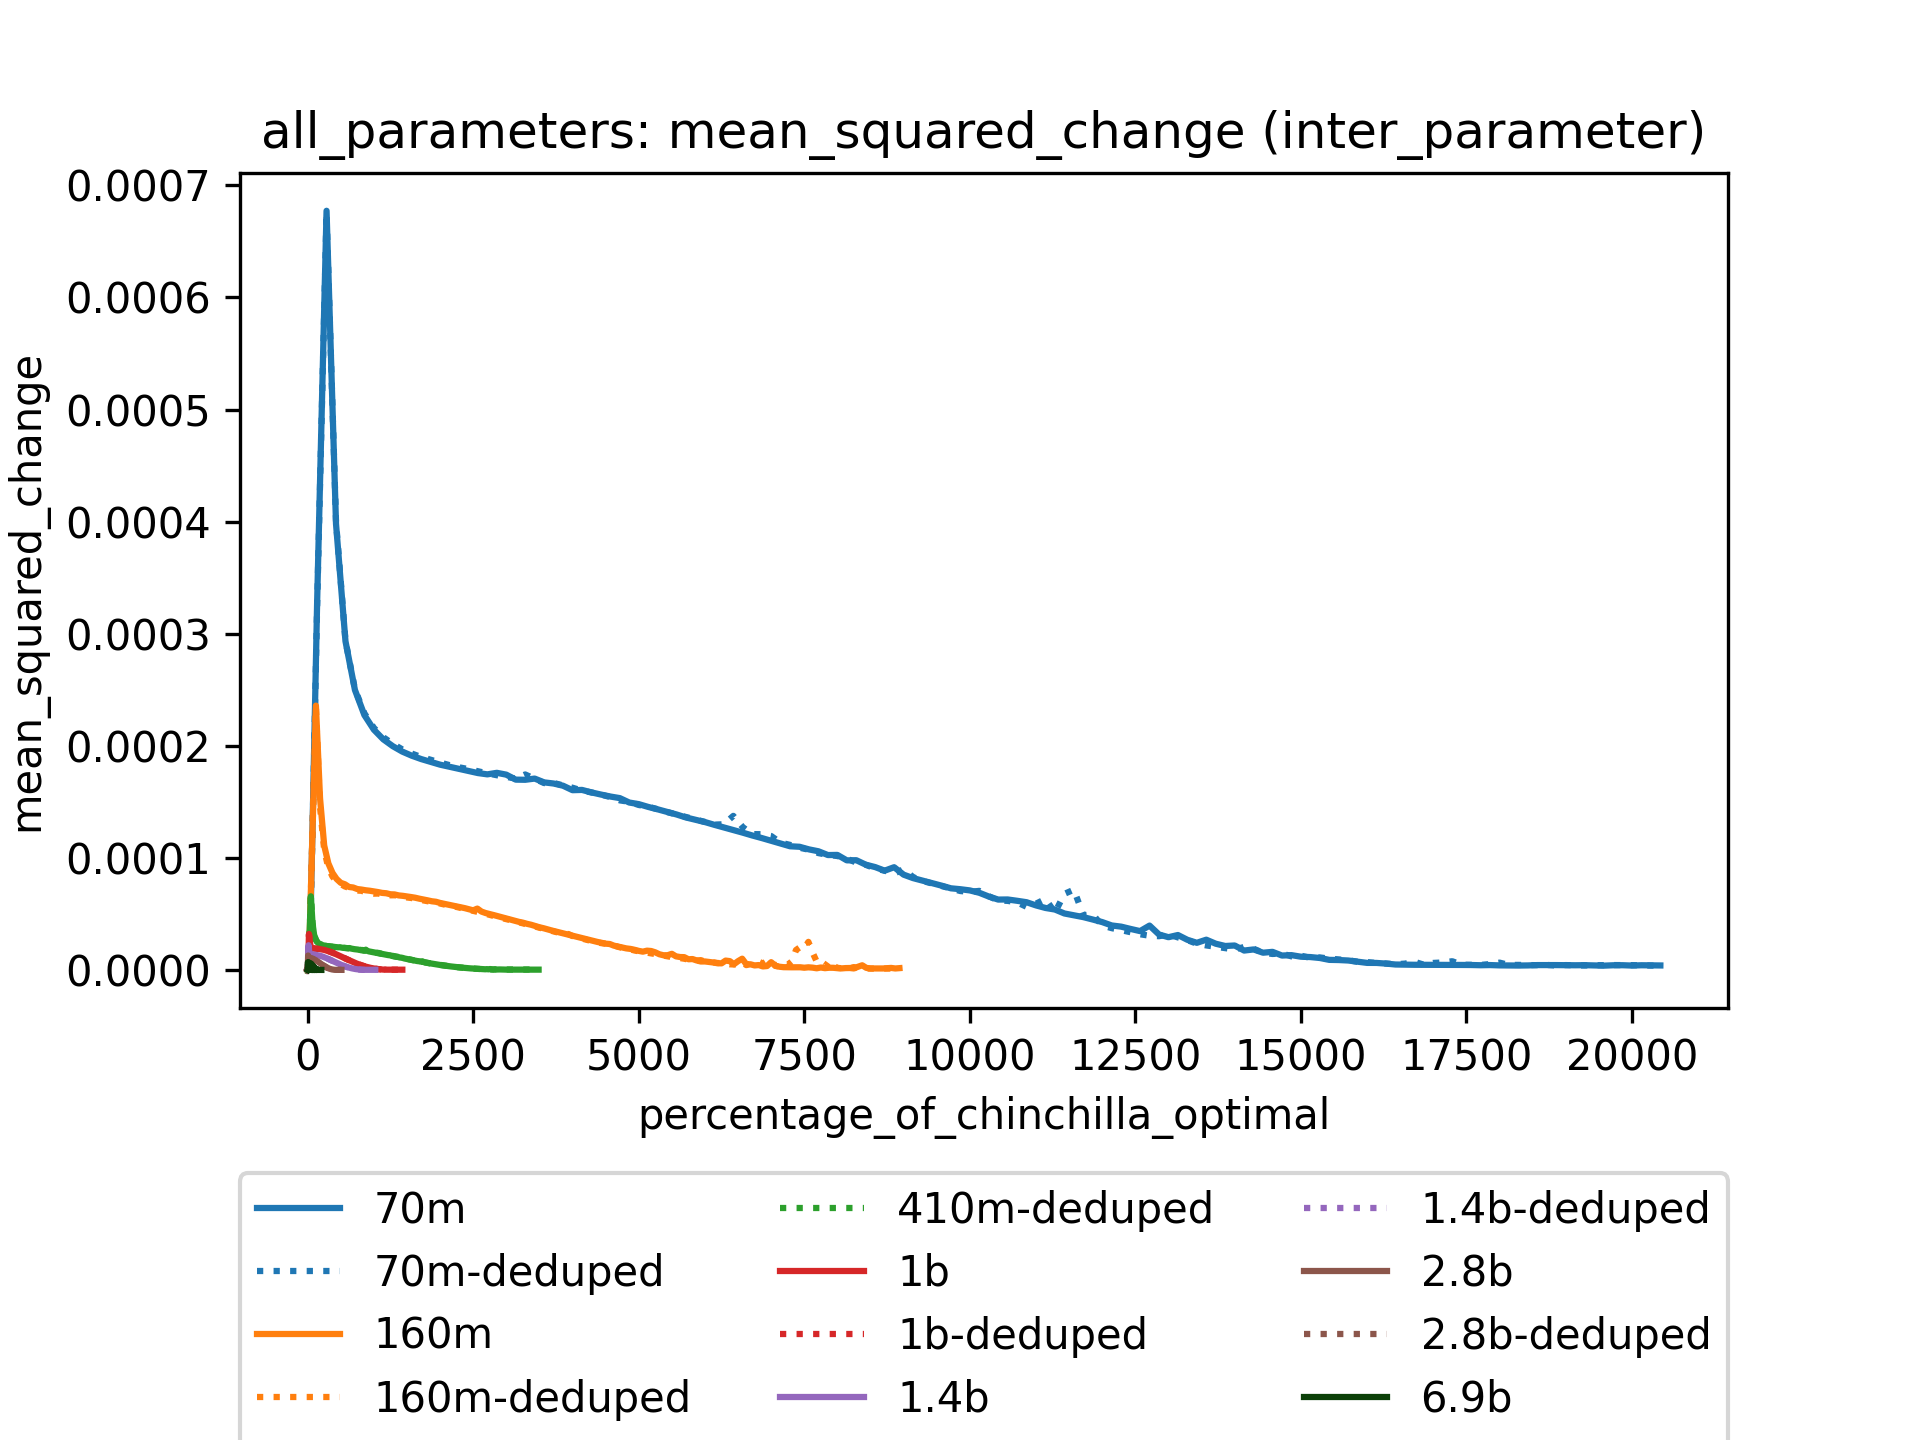 all_parameters: mean_squared_change (inter_parameter)
mean_squared_change
0.0007
0.0006
0.0005
0.0004
0.0003
0.0002
0.0001
0.0000
0 2500 5000 7500 10000 12500 15000 17500 20000
percentage_of_chinchilla_optimal
70m 410m-deduped 1.4b-deduped
70m-deduped 1b 2.8b
160m 1b-deduped 2.8b-deduped
160m-deduped 1.4b 6.9b